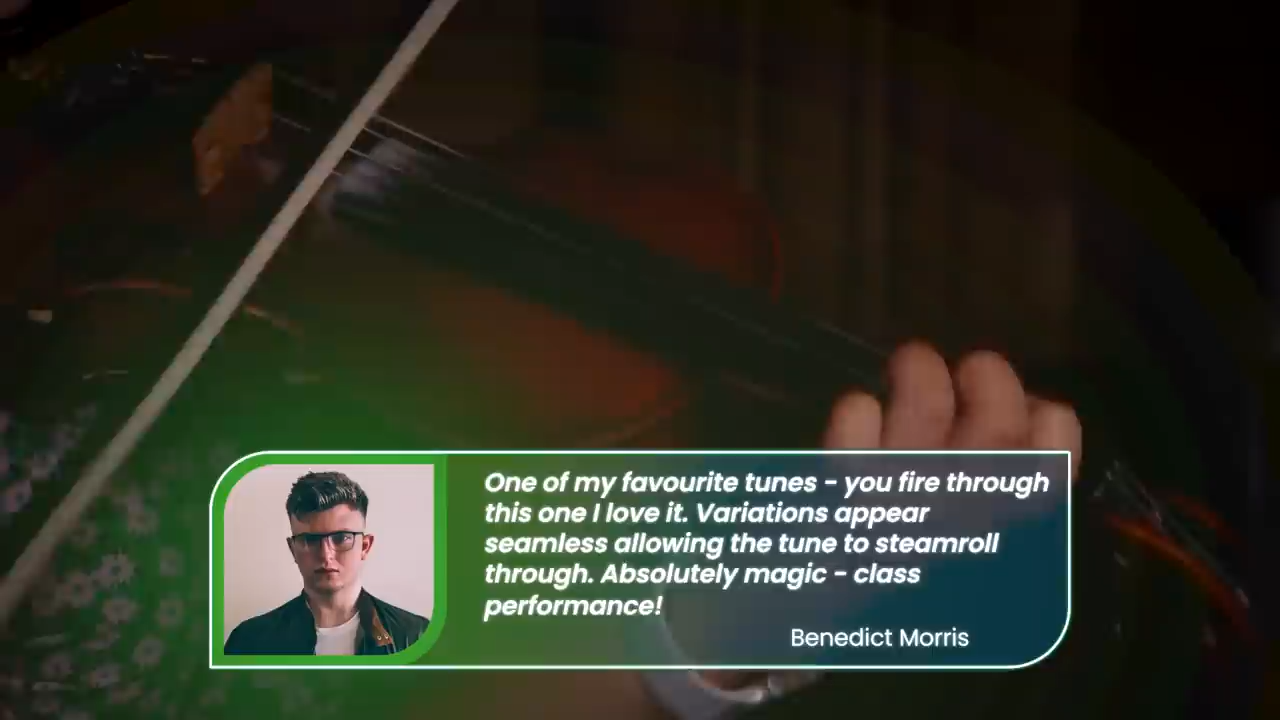 One of my favourite tunes - you fire through
this one I love it. Variations appear
seamless allowing the tune to steamroll
through. Absolutely magic - class
performance!
Benedict Morris